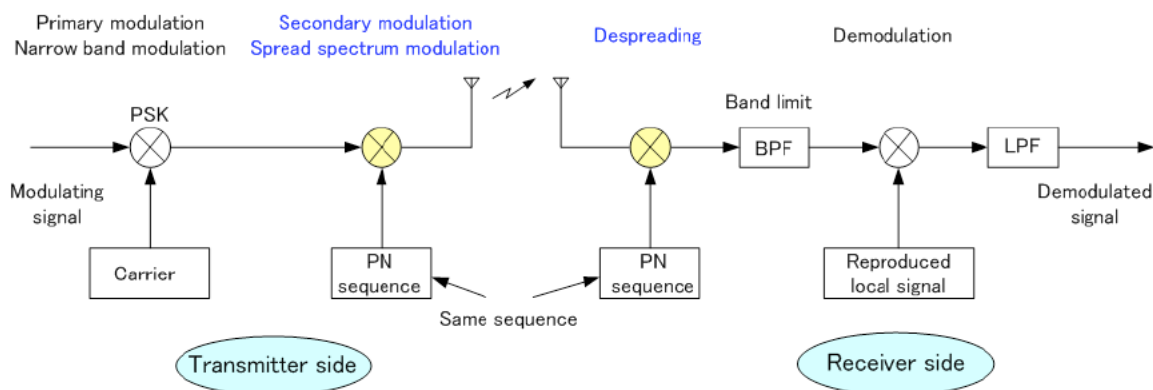 Primary modulation
Narrow band modulation
Secondary modulation
Spread spectrum modulation
Despreading
Demodulation
PSK
Band limit
BPF
LPF
Modulating
signal
Demodulated
signal
Carrier
PN
sequence
PN
sequence
Reproduced
local signal
Same sequence
Transmitter side
Receiver side